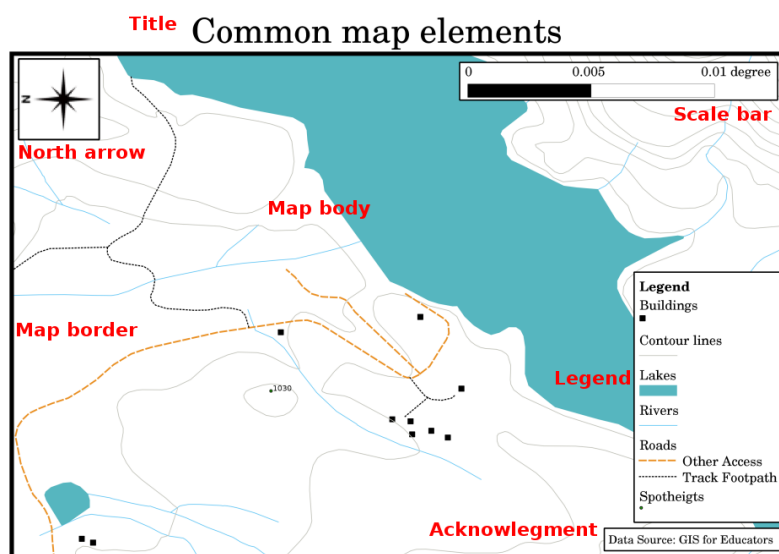 Title Common map elements
0 0.005 0.01 degree
Scale bar
N
North arrow
Map body
Map border
1030
Legend
Legend
Buildings
Contour lines
Lakes
Rivers
Roads
Other Access
Track Footpath
Spotheigts
Acknowlegment
Data Source: GIS for Educators